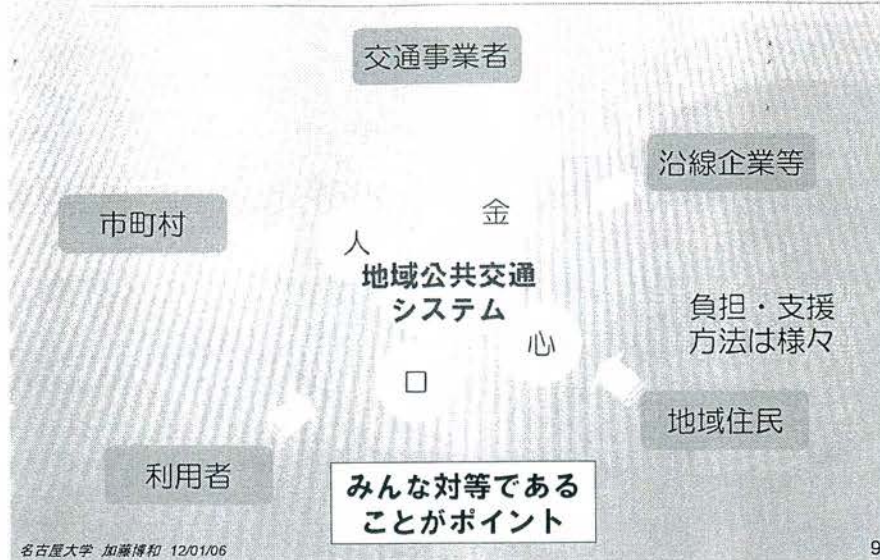 交通事業者
沿線企業等
市町村
金
人
地域公共交通
システム
負担・支援
方法は様々
心
口
地域住民
利用者
みんな対等である
ことがポイント
名古屋大学 加藤博和 12/01/06
9